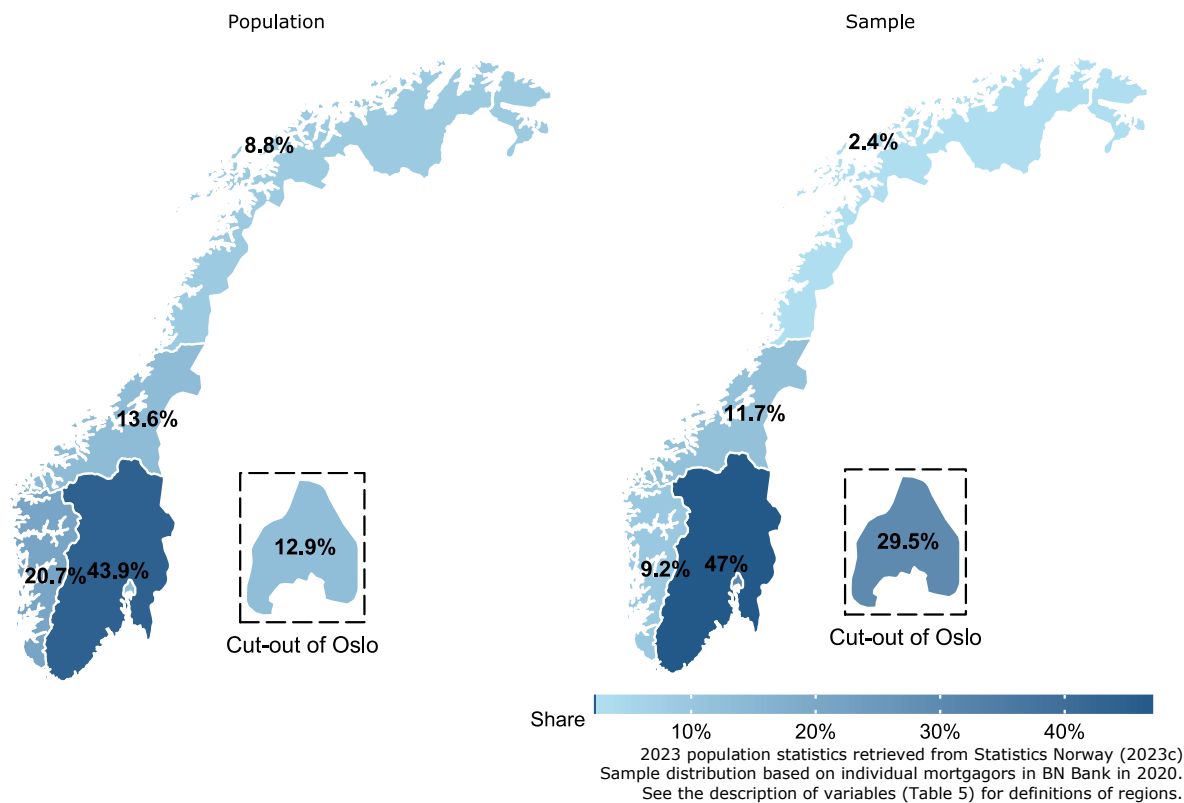 Population
8.8%
13.6%
20.7%
43.9%
12.9%
Cut-out of Oslo
Sample
2.4%
11.7%
9.2%
47%
29.5%
Cut-out of Oslo
Share
10%
20%
30%
40%
2023 population statistics retrieved from Statistics Norway (2023c)
Sample distribution based on individual mortgagors in BN Bank in 2020.
See the description of variables (Table 5) for definitions of regions.